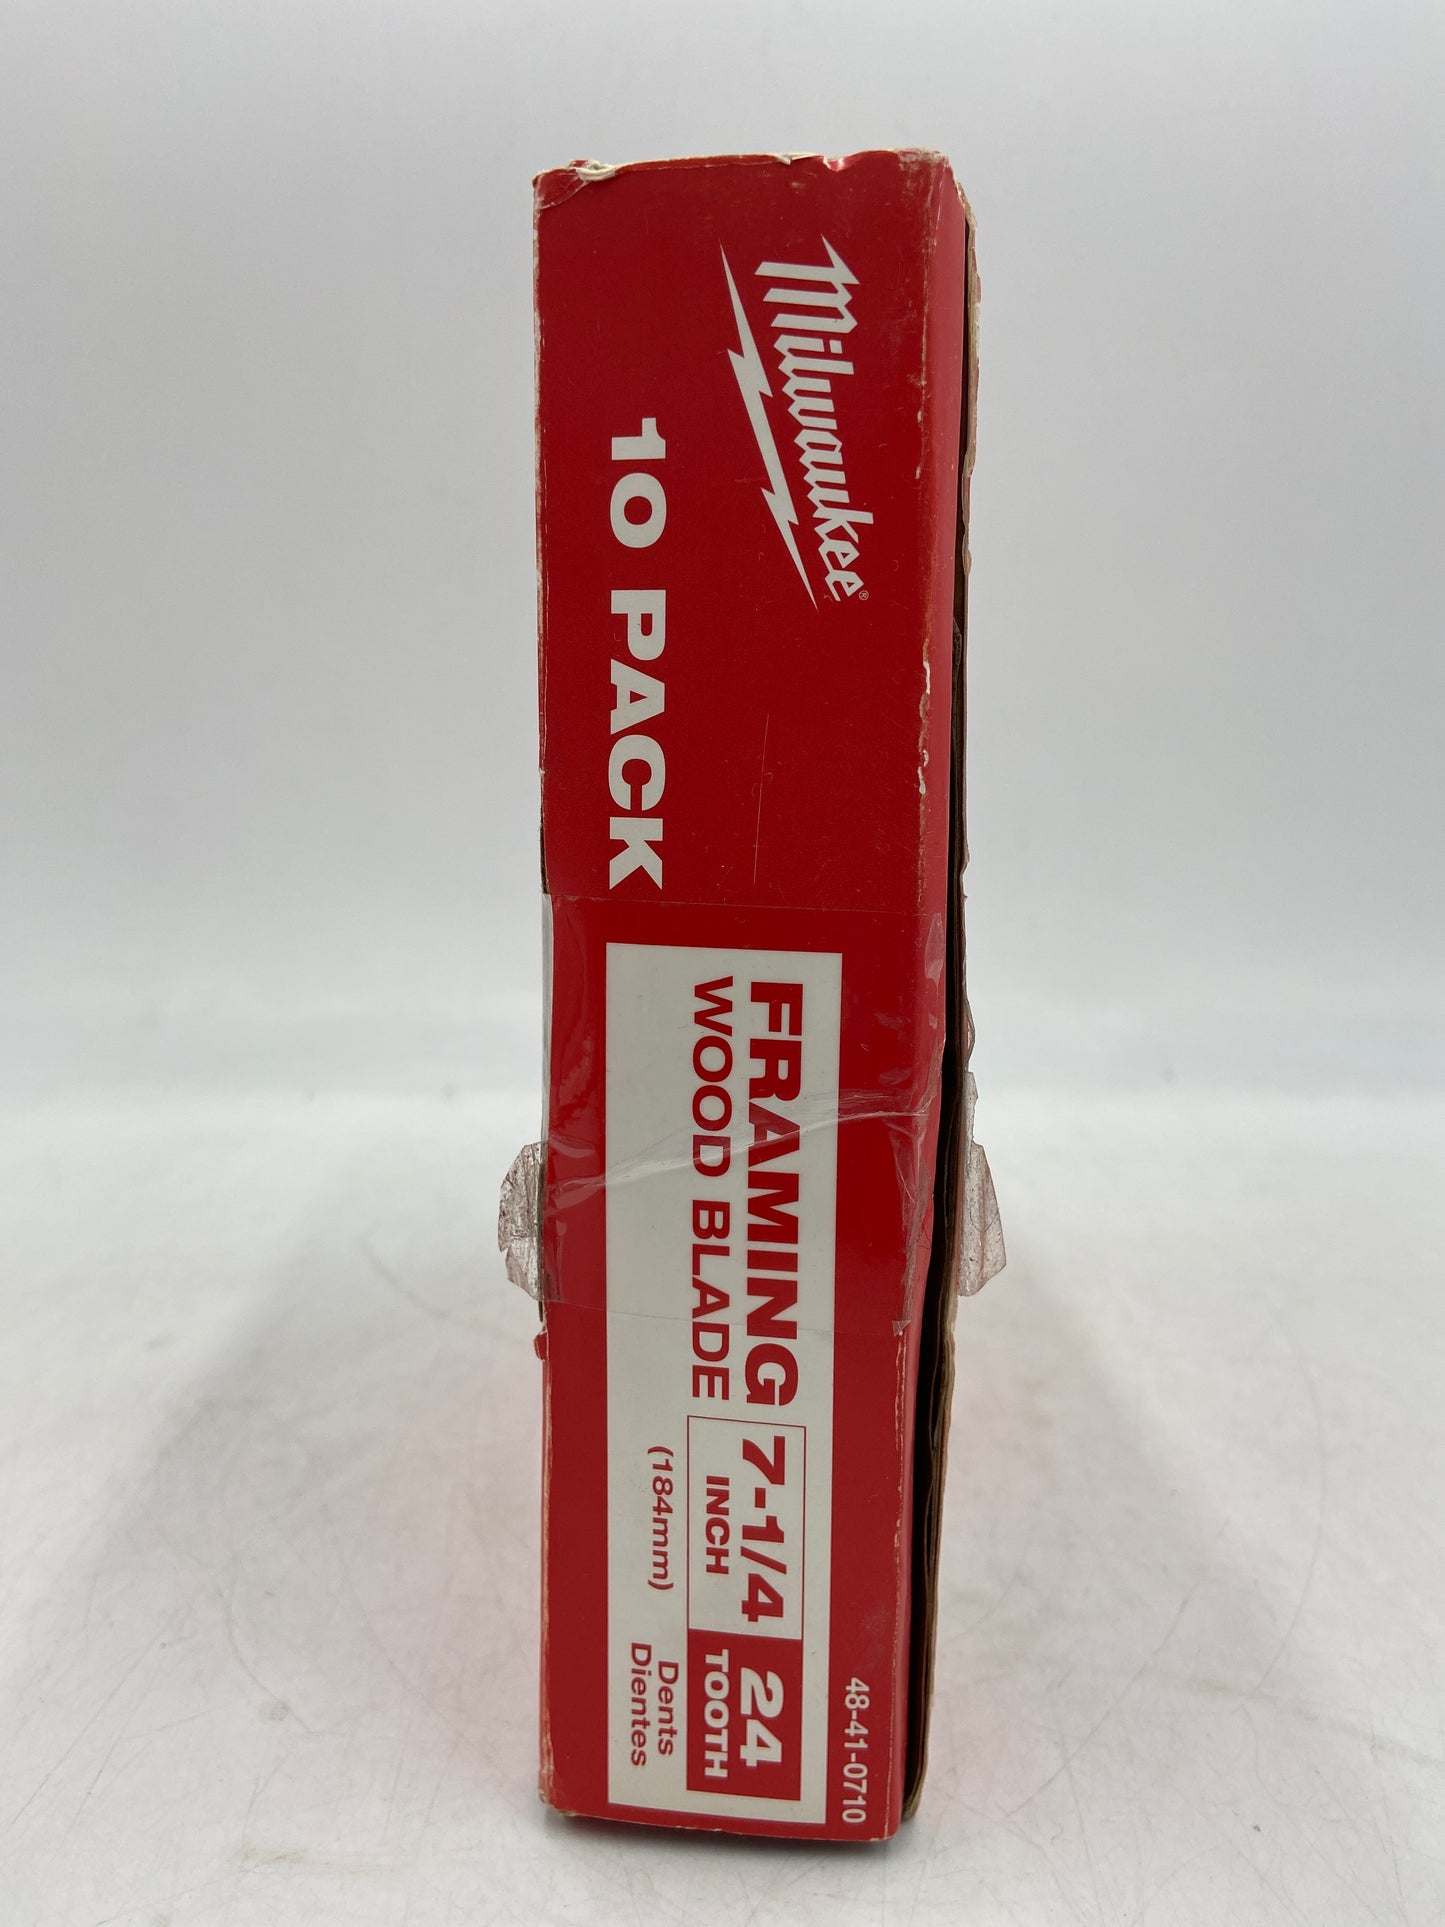 Milwaukee®
10 PACK
48-41-0710
FRAMING
WOOD BLADE
7-1/4
INCH
(184mm)
24
TOOTH
Dents
Dientes